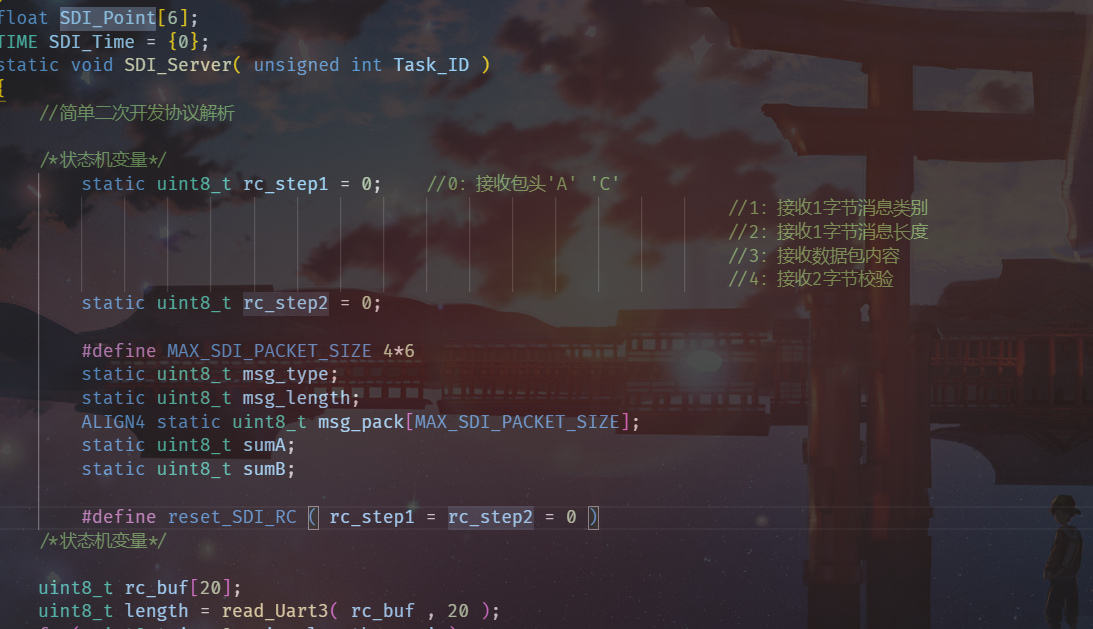 float SDI_Point[6];
TIME SDI_Time = {0};
static void SDI_Server( unsigned int Task_ID )
{
//简单二次开发协议解析
/*状态机变量*/
static uint8_t rc_step1 = 0; //0: 接收包头'A' 'C'
//1: 接收1字节消息类别
//2: 接收1字节消息长度
//3: 接收数据包内容
//4: 接收2字节校验
static uint8_t rc_step2 = 0;
#define MAX_SDI_PACKET_SIZE 4*6
static uint8_t msg_type;
static uint8_t msg_length;
ALIGN4 static uint8_t msg_pack[MAX_SDI_PACKET_SIZE];
static uint8_t sumA;
static uint8_t sumB;
#define reset_SDI_RC ( rc_step1 = rc_step2 = 0 )
/*状态机变量*/
uint8_t rc_buf[20];
uint8_t length = read_Uart3( rc_buf , 20 );